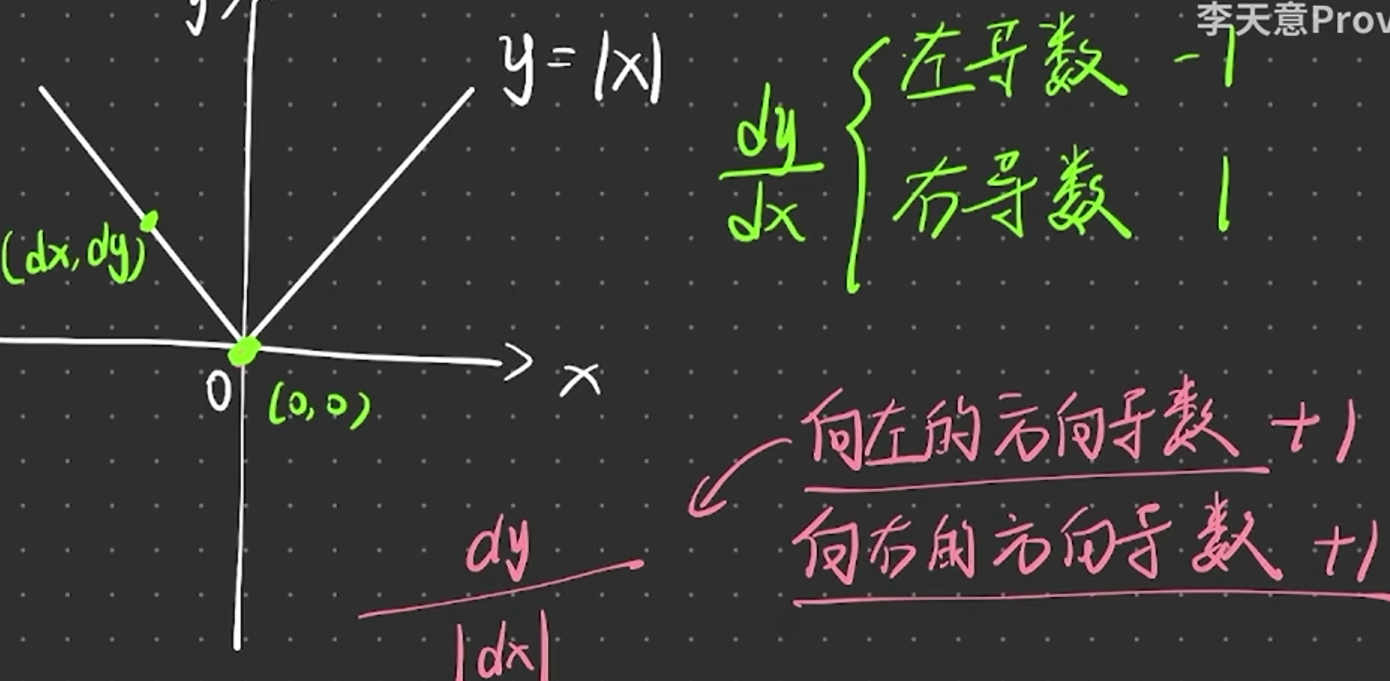 李天意Prov
y
y=|x|
dy
dx
左导数 -1
右导数 1
(dx,dy)
0
(0,0)
x
向左的方向导数 +1
向右的方向导数 +1
dy
|dx|